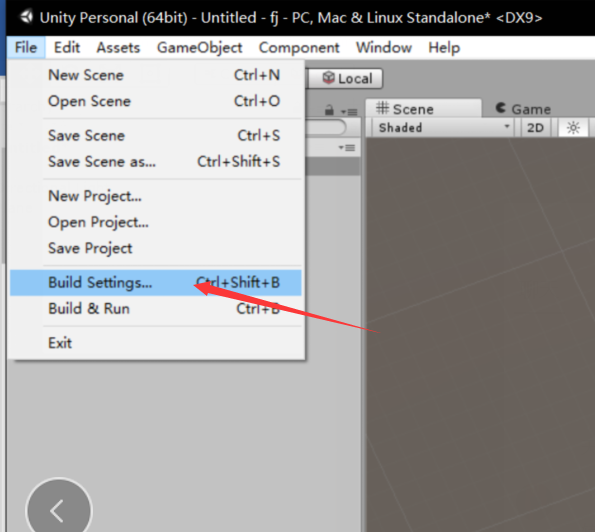 Unity Personal (64bit) - Untitled - fj - PC, Mac & Linux Standalone* <DX9>
File Edit Assets GameObject Component Window Help
New Scene Ctrl+N
Local
Open Scene Ctrl+O
Scene Game
Shaded 2D
Save Scene Ctrl+S
Save Scene as... Ctrl+Shift+S
New Project...
Open Project...
Save Project
Build Settings... Ctrl+Shift+B
Build & Run Ctrl+B
Exit